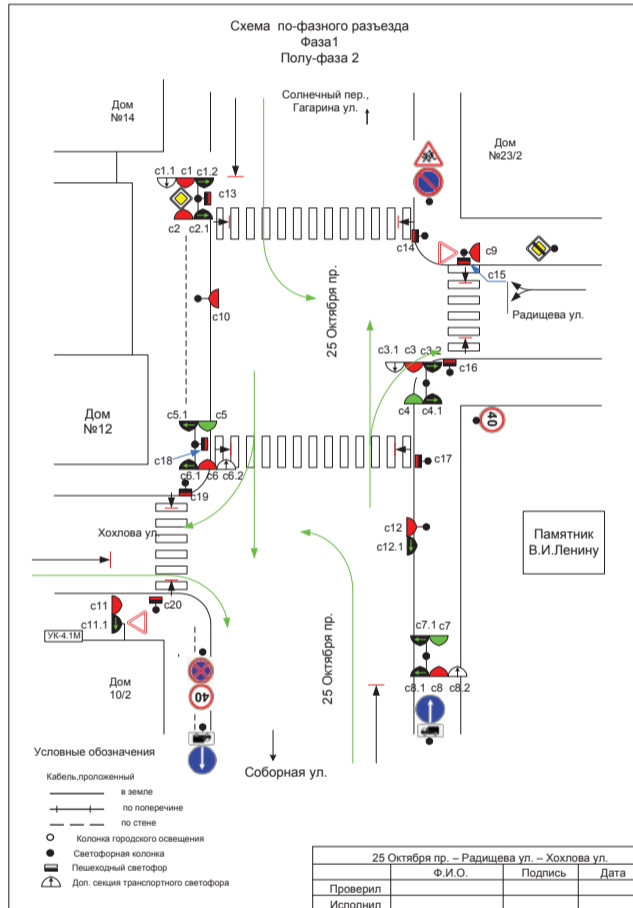 Схема по-фазного разъезда
Фаза1
Полу-фаза 2
Солнечный пер.,
Гагарина ул.
Дом
№14
Дом
№23/2
с1.1 с1 с1.2
с13
с2 с2.1
с14
с9
с15
Радищева ул.
с10
25 Октября пр.
с3.1 с3 с3.2
с16
с4 с4.1
40
Дом
№12
с5.1 с5
с18
с17
с6.1 с6 с6.2
с19
Хохлова ул.
с12
с12.1
Памятник
В.И.Ленину
с11
с20
с11.1
УК-4.1М
с7.1 с7
с8.1 с8 с8.2
Дом
10/2
40
25 Октября пр.
Соборная ул.
Условные обозначения
Кабель,проложенный
в земле
по поперечине
по стене
Колонка городского освещения
Светофорная колонка
Пешеходный светофор
Доп. секция транспортного светофора
25 Октября пр. – Радищева ул. – Хохлова ул.
Ф.И.О. Подпись Дата
Проверил
Исполнил